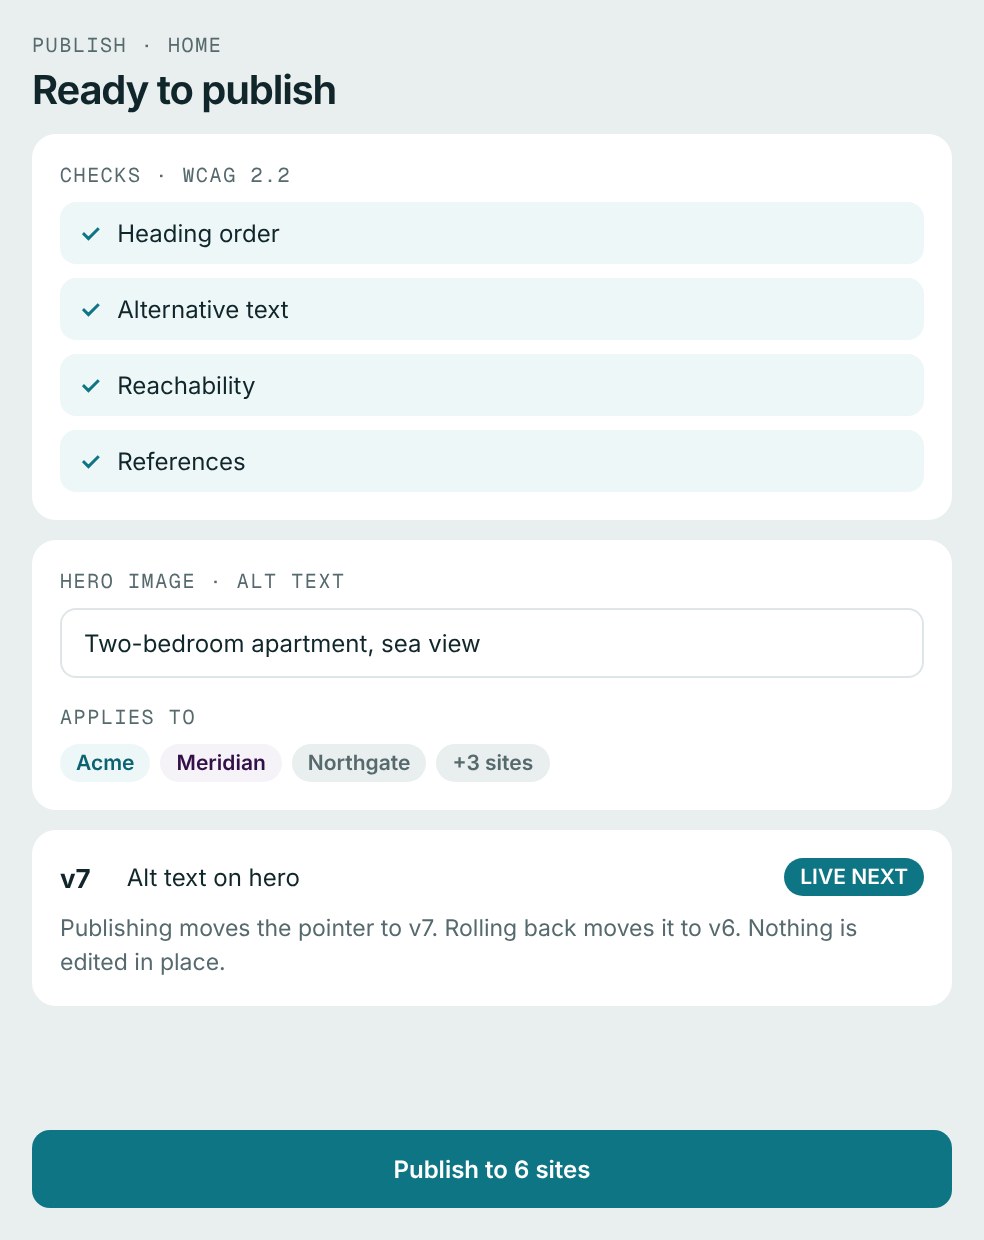 PUBLISH · HOME
Ready to publish
CHECKS · WCAG 2.2
Heading order
Alternative text
Reachability
References
HERO IMAGE · ALT TEXT
Two-bedroom apartment, sea view
APPLIES TO
Acme Meridian Northgate +3 sites
v7 Alt text on hero LIVE NEXT
Publishing moves the pointer to v7. Rolling back moves it to v6. Nothing is
edited in place.
Publish to 6 sites